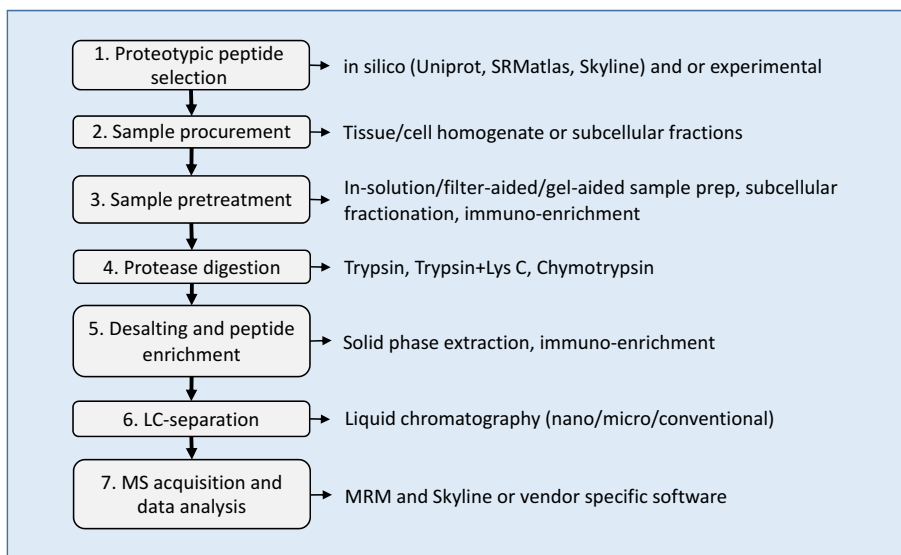 1. Proteotypic peptide
selection
in silico (Uniprot, SRMatlas, Skyline) and or experimental
2. Sample procurement
Tissue/cell homogenate or subcellular fractions
3. Sample pretreatment
In-solution/filter-aided/gel-aided sample prep, subcellular
fractionation, immuno-enrichment
4. Protease digestion
Trypsin, Trypsin+Lys C, Chymotrypsin
5. Desalting and peptide
enrichment
Solid phase extraction, immuno-enrichment
6. LC-separation
Liquid chromatography (nano/micro/conventional)
7. MS acquisition and
data analysis
MRM and Skyline or vendor specific software